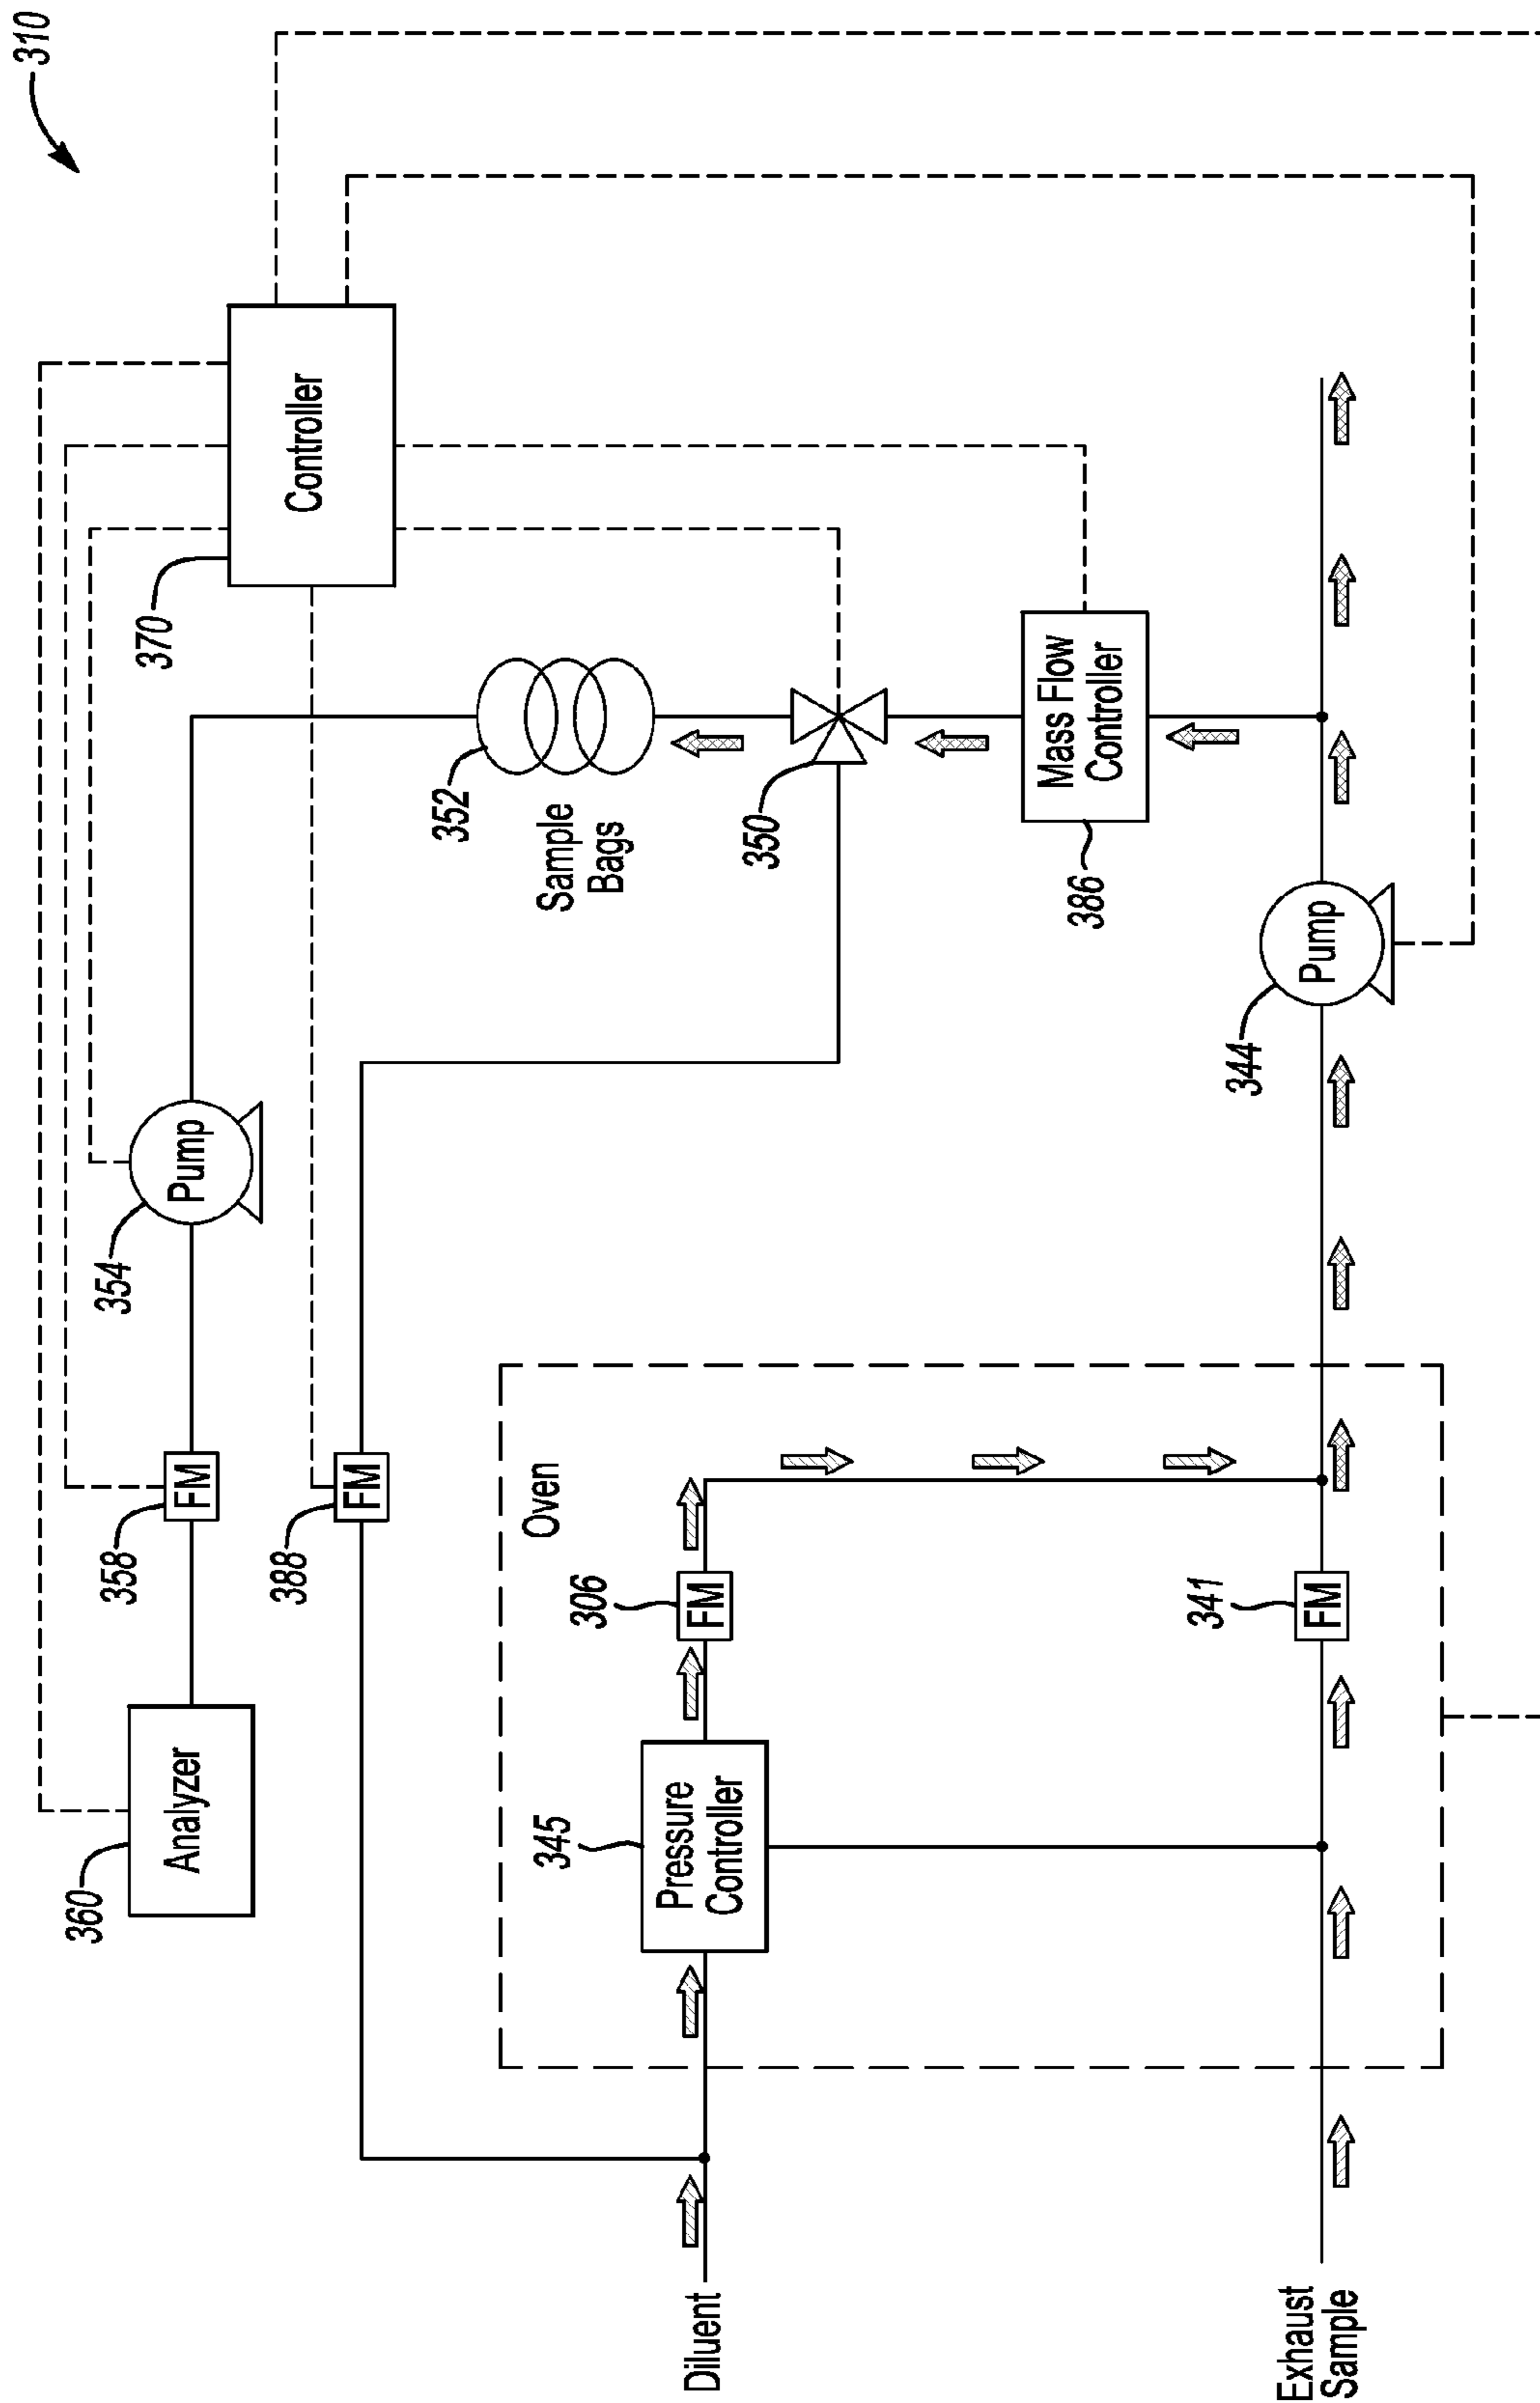 310
Controller
370
352
Sample
Bags
350
Mass Flow
Controller
386
Pump
344
Pump
354
FM
358
FM
388
Analyzer
360
Oven
306
FM
341
FM
345
Pressure
Controller
Diluent
Exhaust
Sample